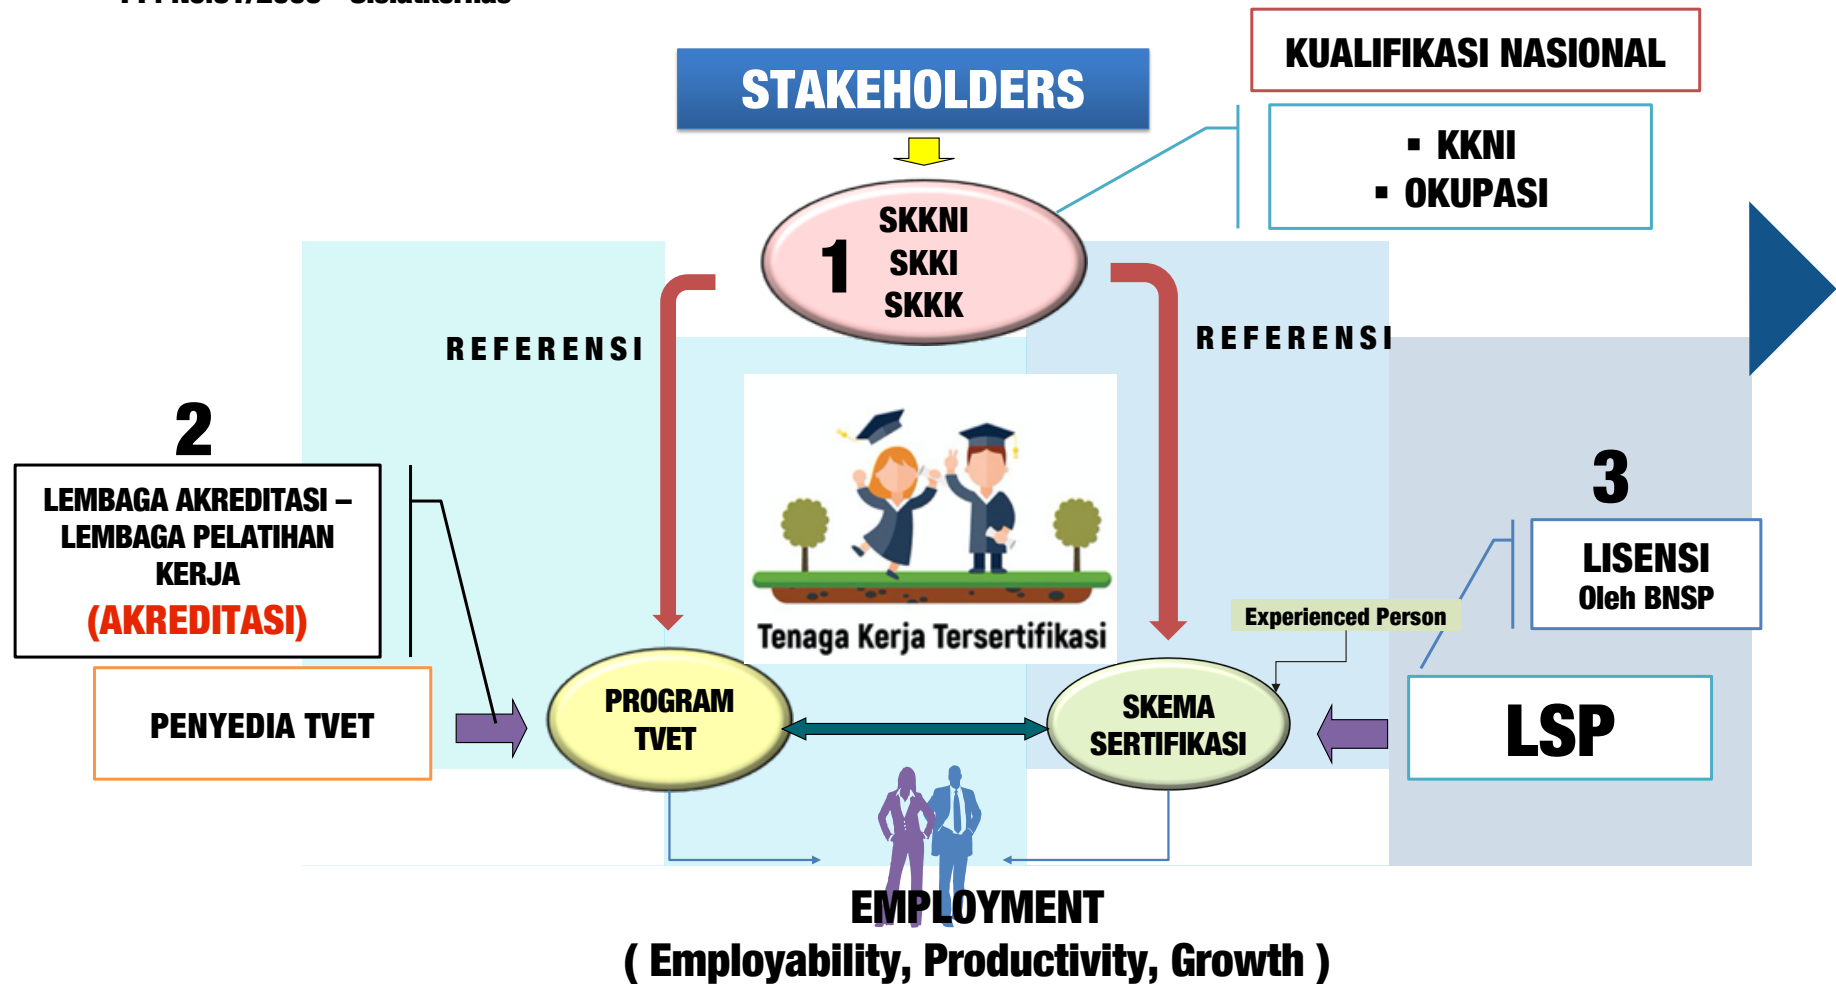 STAKEHOLDERS
KUALIFIKASI NASIONAL
▪ KKNI
▪ OKUPASI
1
SKKNI
SKKI
SKKK
REFERENSI
REFERENSI
2
LEMBAGA AKREDITASI –
LEMBAGA PELATIHAN
KERJA
(AKREDITASI)
PENYEDIA TVET
3
LISENSI
Oleh BNSP
Experienced Person
Tenaga Kerja Tersertifikasi
PROGRAM
TVET
SKEMA
SERTIFIKASI
LSP
EMPLOYMENT
( Employability, Productivity, Growth )